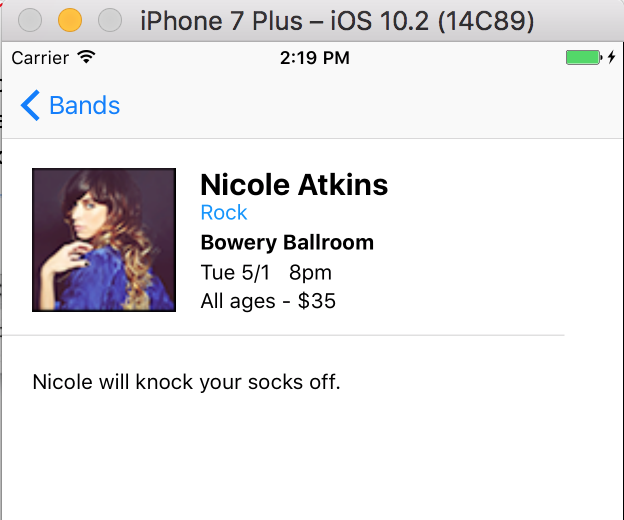 iPhone 7 Plus – iOS 10.2 (14C89)
Carrier 2:19 PM
Bands
Nicole Atkins
Rock
Bowery Ballroom
Tue 5/1 8pm
All ages - $35
Nicole will knock your socks off.